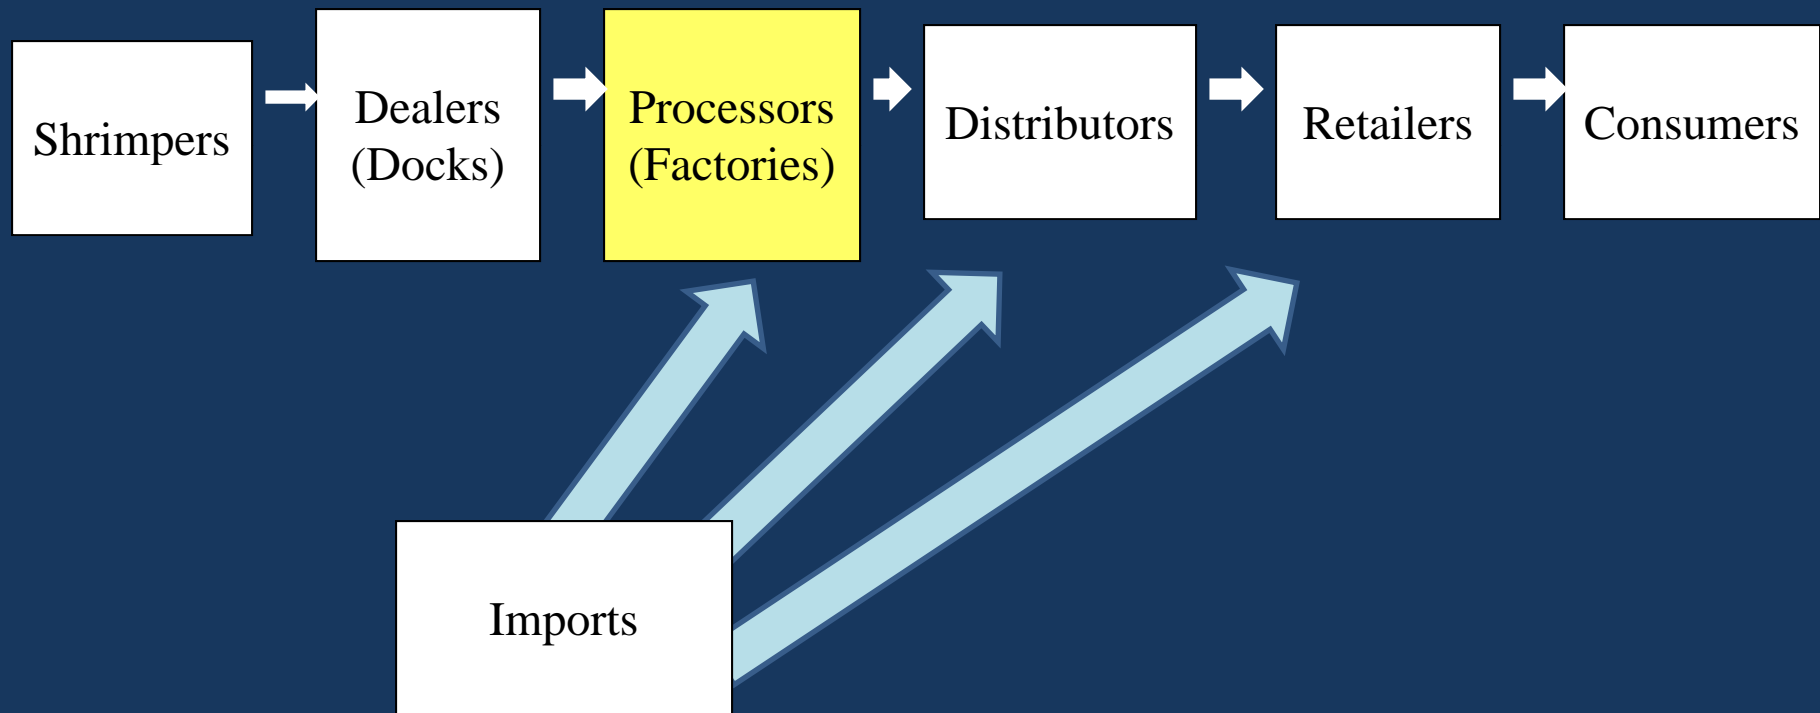 Shrimpers
Dealers
(Docks)
Processors
(Factories)
Distributors
Retailers
Consumers
Imports